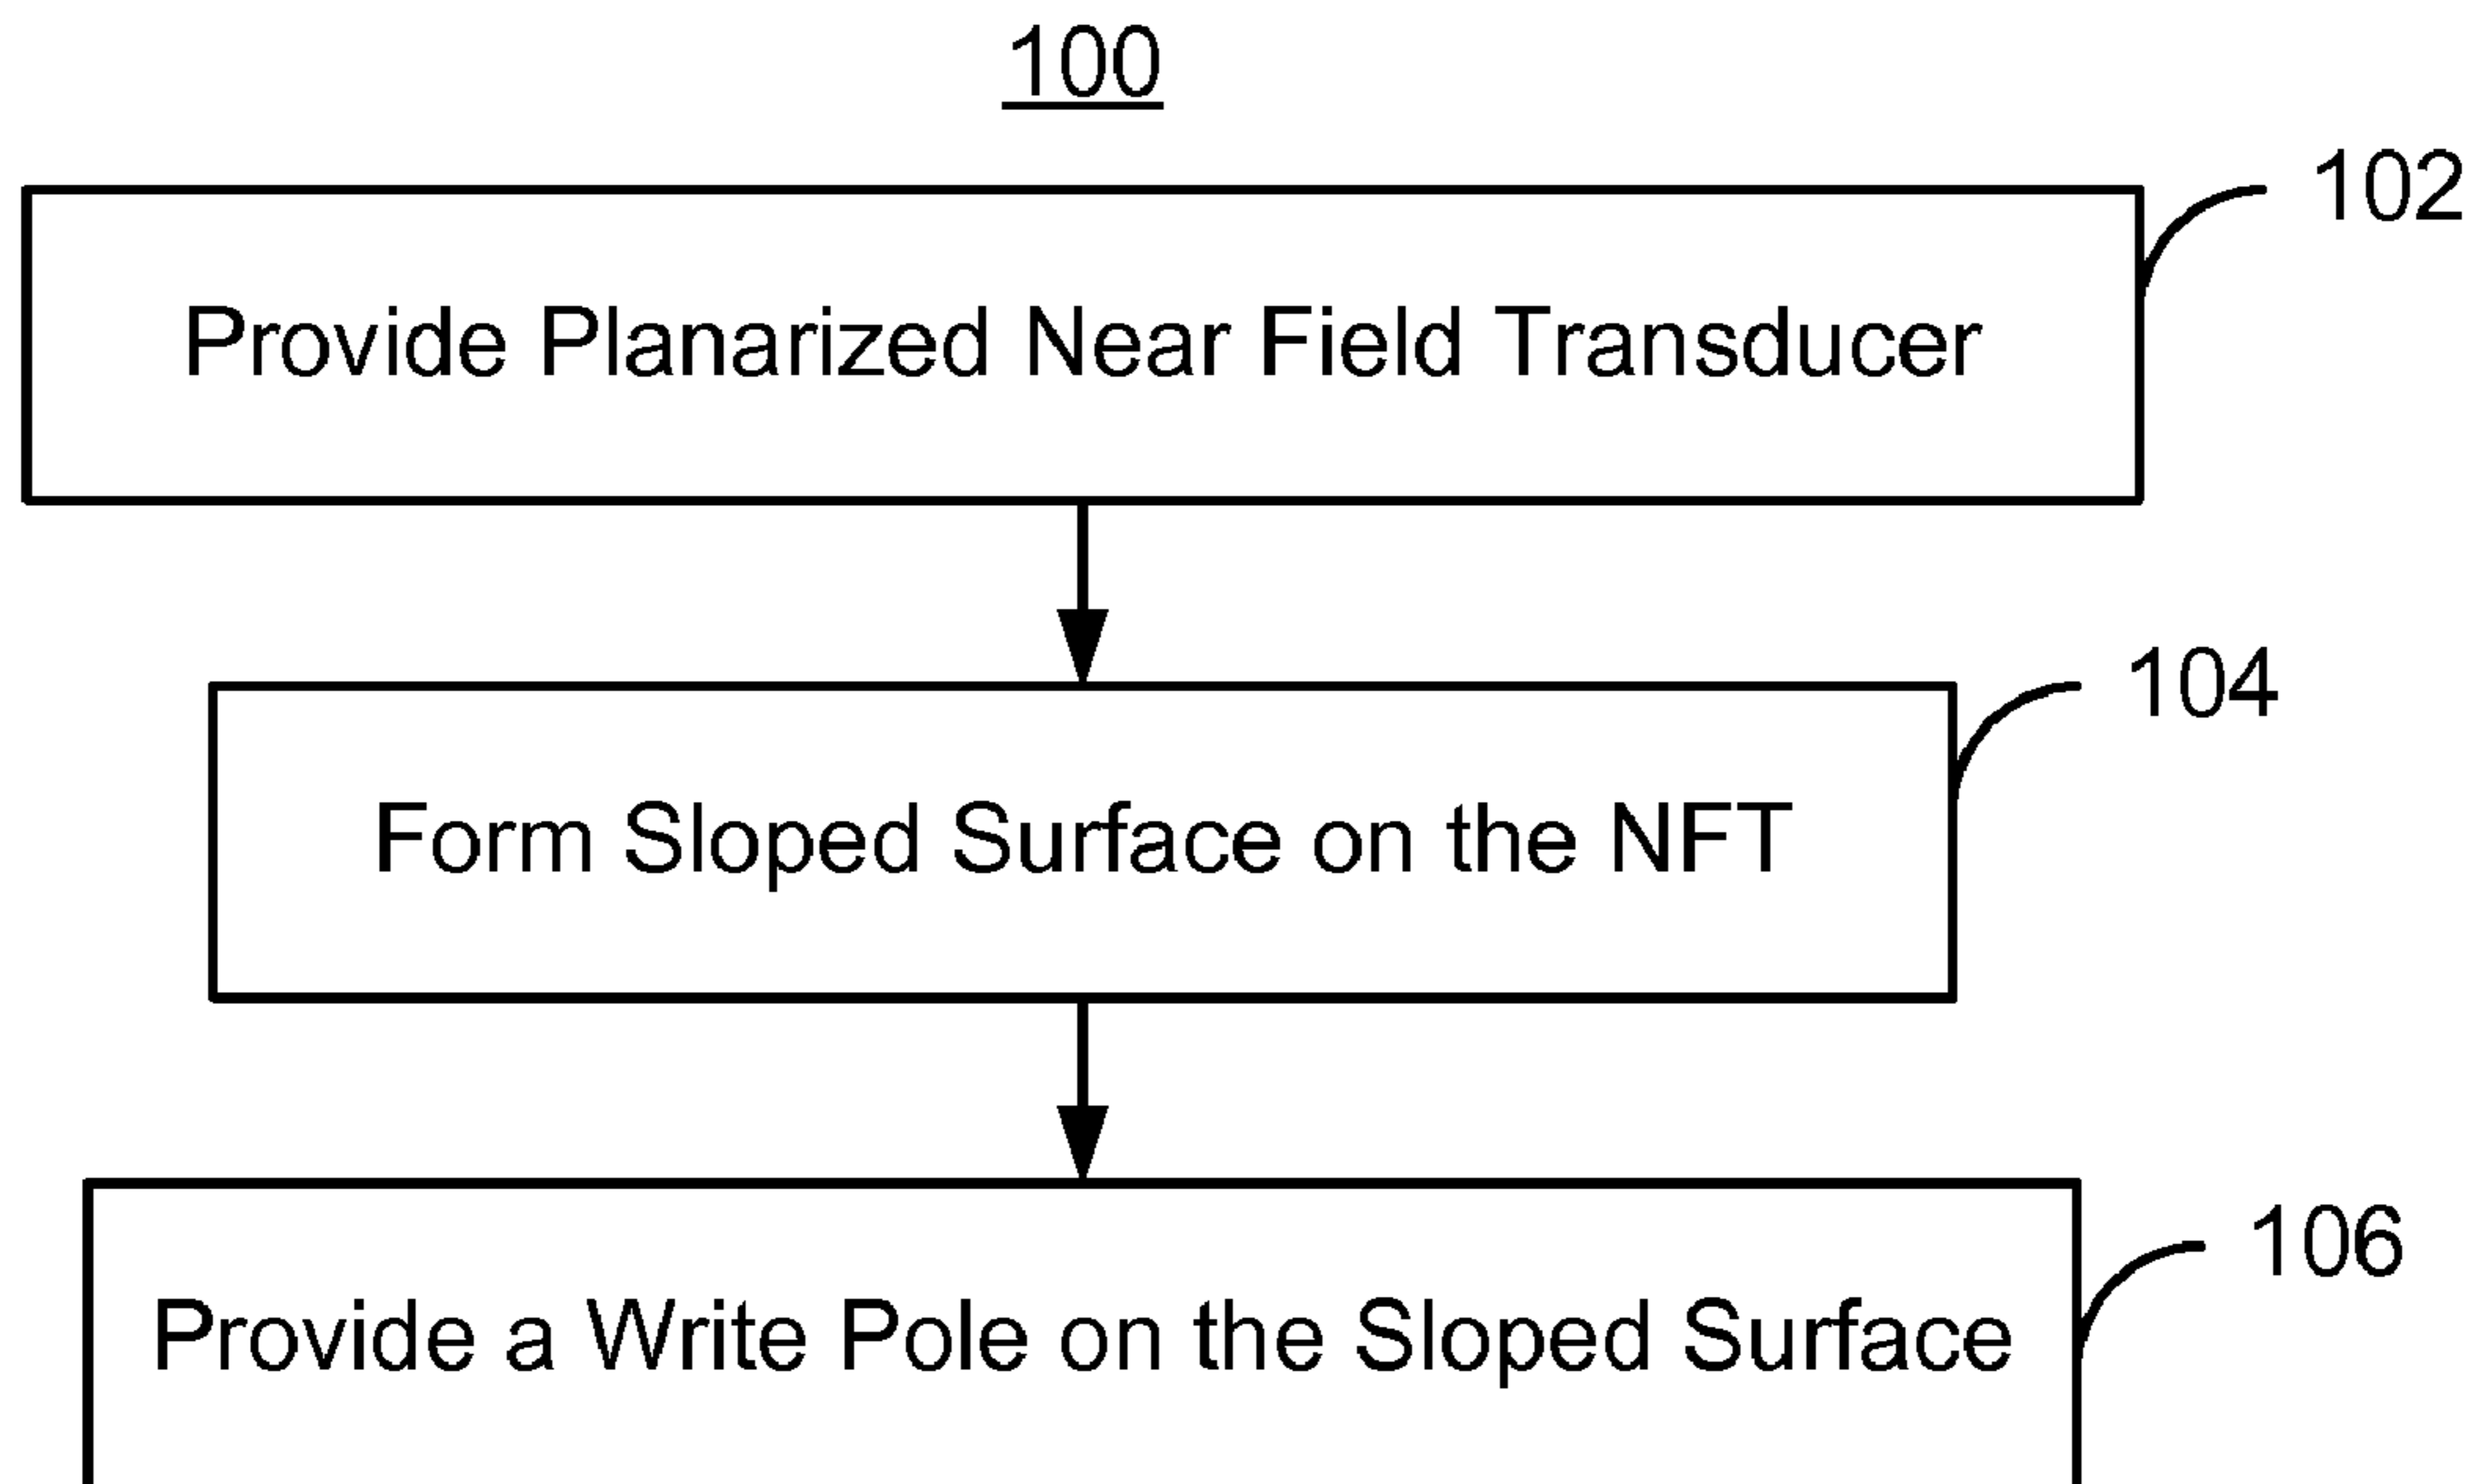 100
102
Provide Planarized Near Field Transducer
104
Form Sloped Surface on the NFT
106
Provide a Write Pole on the Sloped Surface